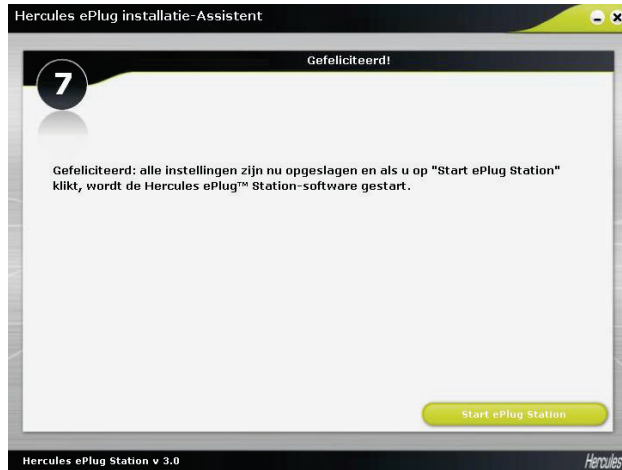 Hercules ePlug installatie-Assistent
Gefeliciteerd!
7
Gefeliciteerd: alle instellingen zijn nu opgeslagen en als u op "Start ePlug Station"
klikt, wordt de Hercules ePlug™ Station-software gestart.
Start ePlug Station
Hercules ePlug Station v 3.0
Hercules